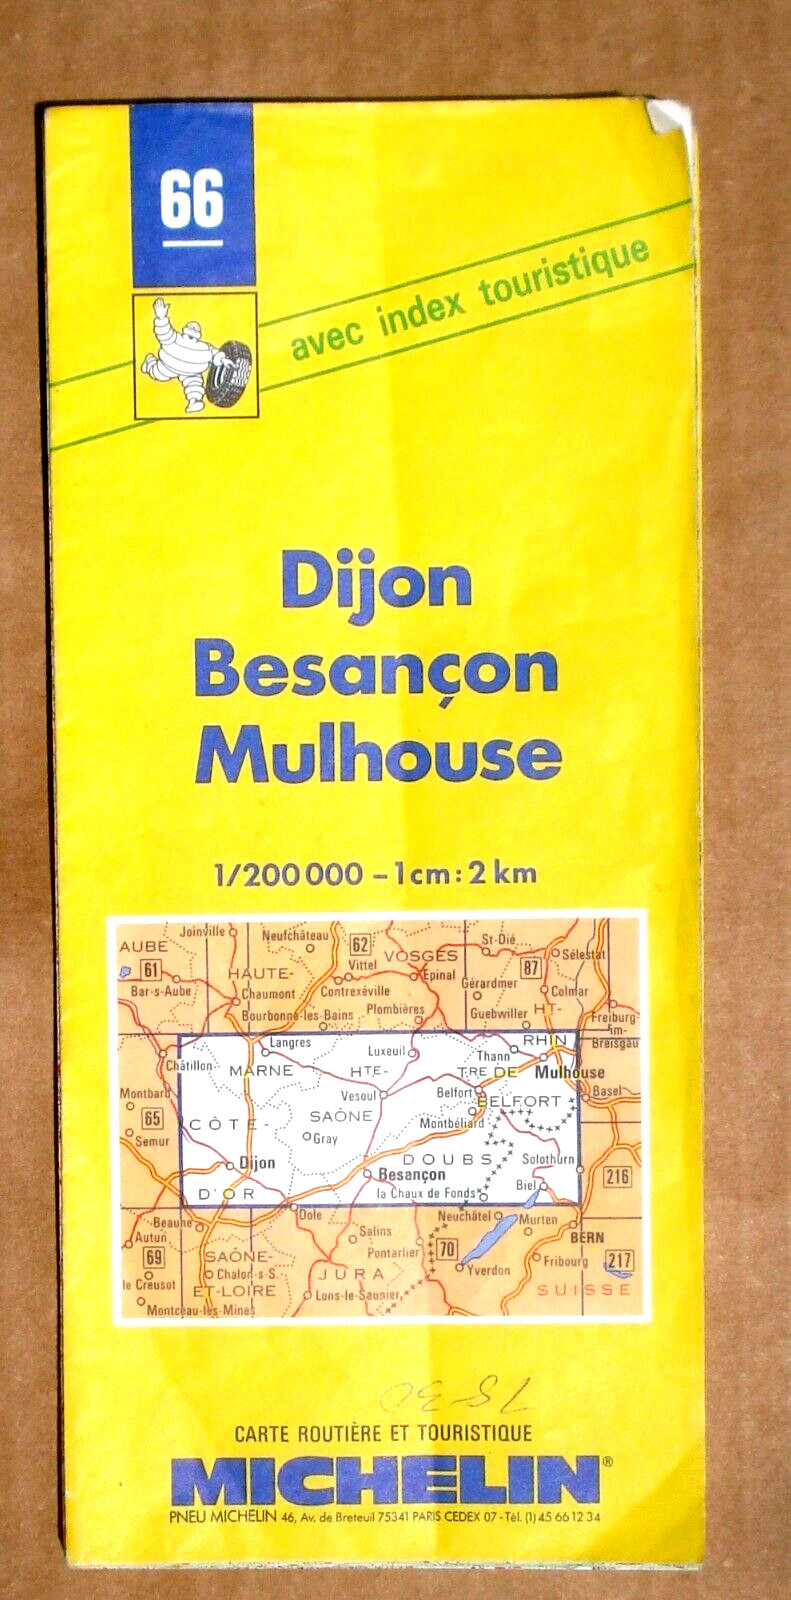 66
avec index touristique
Dijon
Besançon
Mulhouse
1/200 000 – 1 cm : 2 km
AUBE
Joinville
Neufchâteau
62
VOSGES
St-Dié
Sélestat
61
HAUTE-
Vittel
Epinal
87
Bar-s-Aube
Chaumont
Contrexéville
Gérardmer
Colmar
Bourbonne-les-Bains
Plombières
Guebwiller
HT-
Freiburg-
im-
Breisgau
RHIN
Châtillon
Langres
Luxeuil
Thann
MARNE
HTE-
TRE DE
Mulhouse
Montbard
Vesoul
Belfort
BELFORT
Basel
65
CÔTE-
SAÔNE
Montbéliard
Semur
Gray
Dijon
DOUBS
Solothurn
Besançon
216
D'OR
la Chaux de Fonds
Biel
Beaune
Dole
Neuchâtel
Murten
BERN
Autun
Salins
69
SAÔNE-
Pontarlier
70
Fribourg
217
le Creusot
Chalon-s-S.
JURA
Yverdon
ET-LOIRE
Lons-le-Saunier
SUISSE
Montceau-les-Mines
CARTE ROUTIÈRE ET TOURISTIQUE
MICHELIN®
PNEU MICHELIN 46, Av. de Breteuil 75341 PARIS CEDEX 07 - Tél. (1) 45 66 12 34